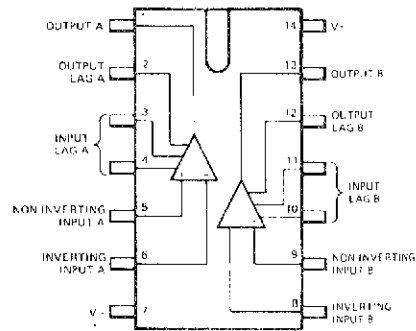 OUTPUT A
1
OUTPUT
LAG A
2
INPUT
LAG A
3
4
NON INVERTING
INPUT A
5
INVERTING
INPUT A
6
V -
7
14
V+
13
OUTPUT B
12
OUTPUT
LAG B
11
INPUT
LAG B
10
9
NON INVERTING
INPUT B
8
INVERTING
INPUT B